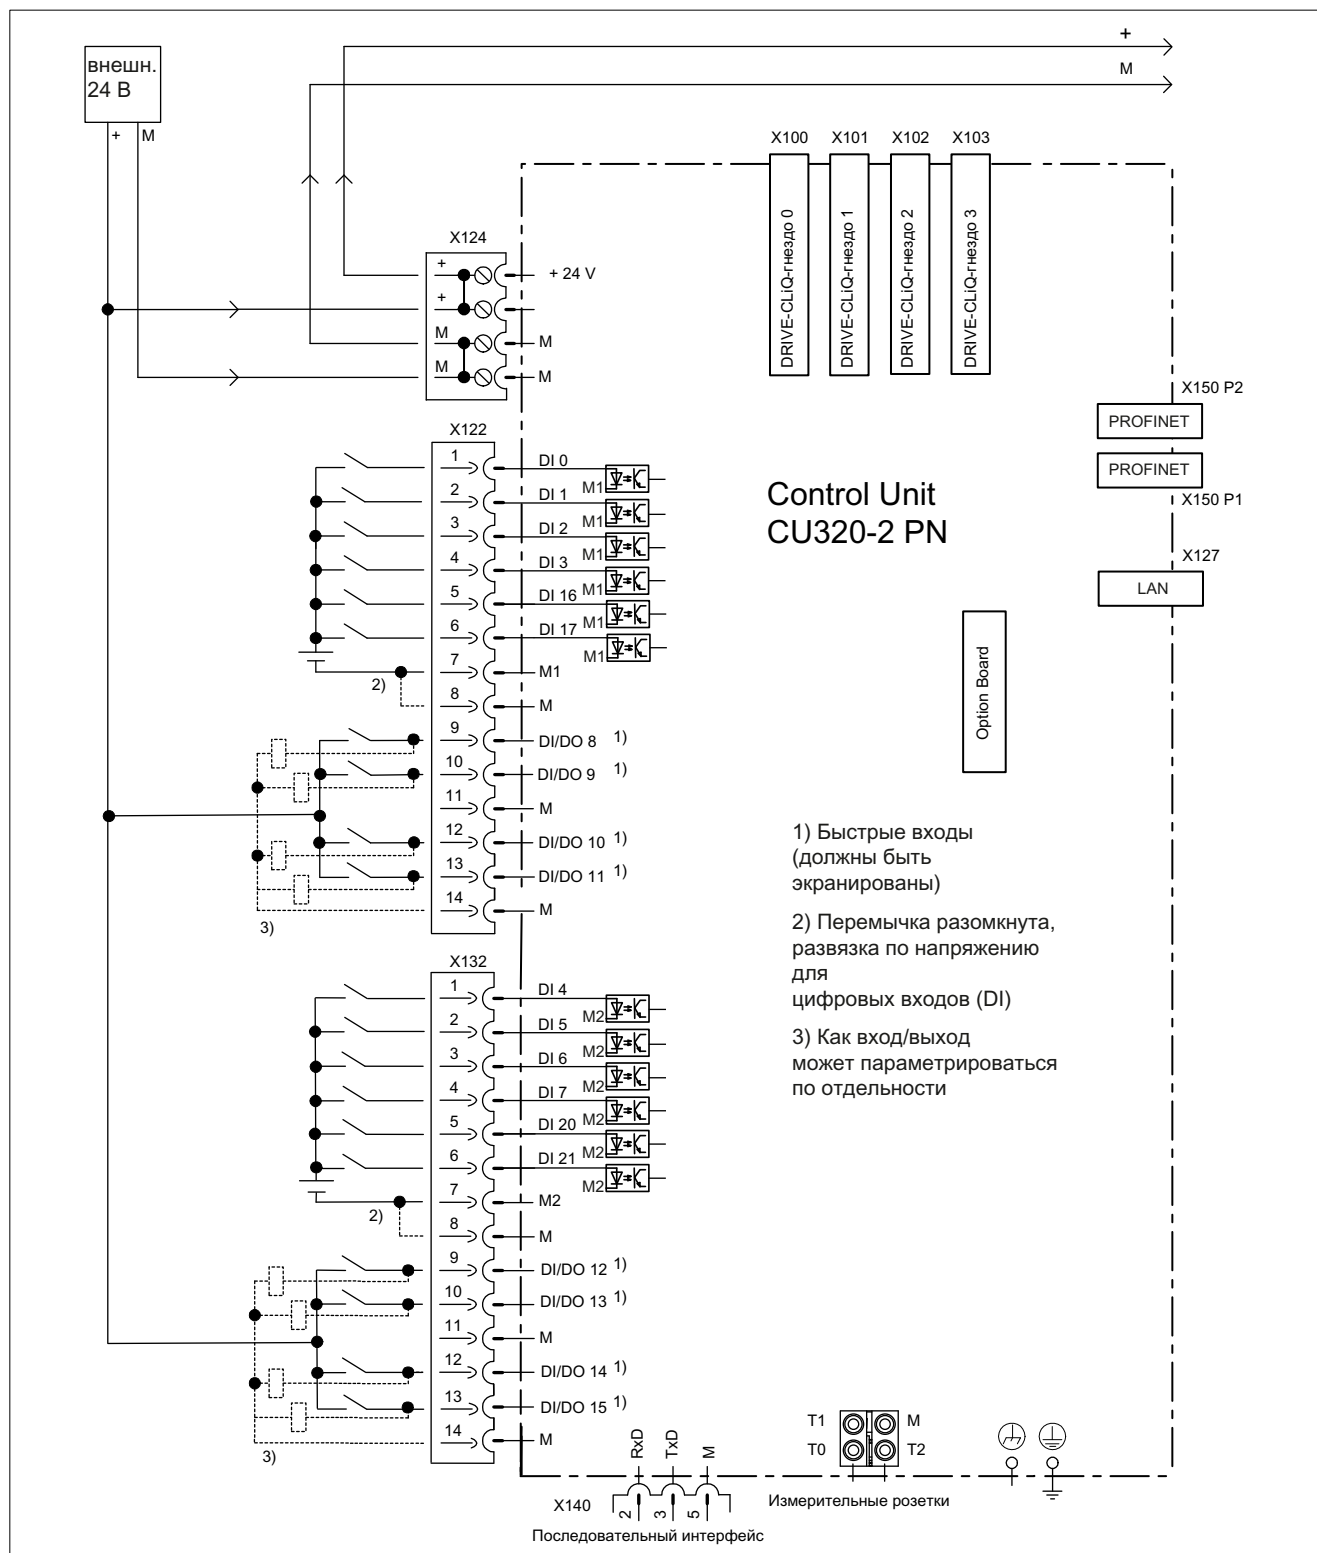 +
M
внешн.
24 В
+ M
X100 X101 X102 X103
DRIVE-CLiQ-гнездо 0
DRIVE-CLiQ-гнездо 1
DRIVE-CLiQ-гнездо 2
DRIVE-CLiQ-гнездо 3
X124
+ + 24 V
+
M M
M M
X150 P2
PROFINET
PROFINET
X150 P1
X127
LAN
Control Unit
CU320-2 PN
Option Board
X122
1 DI 0
M1
2 DI 1
M1
3 DI 2
M1
4 DI 3
M1
5 DI 16
M1
6 DI 17
M1
7 M1
2)
8 M
9 DI/DO 8 1)
10 DI/DO 9 1)
11 M
12 DI/DO 10 1)
13 DI/DO 11 1)
14 M
3)
1) Быстрые входы
(должны быть
экранированы)
2) Перемычка разомкнута,
развязка по напряжению
для
цифровых входов (DI)
3) Как вход/выход
может параметрироваться
по отдельности
X132
1 DI 4
M2
2 DI 5
M2
3 DI 6
M2
4 DI 7
M2
5 DI 20
M2
6 DI 21
M2
7 M2
2)
8 M
9 DI/DO 12 1)
10 DI/DO 13 1)
11 M
12 DI/DO 14 1)
13 DI/DO 15 1)
14 M
3)
RxD TxD M
X140 2 3 5
Последовательный интерфейс
T1 M
T0 T2
Измерительные розетки